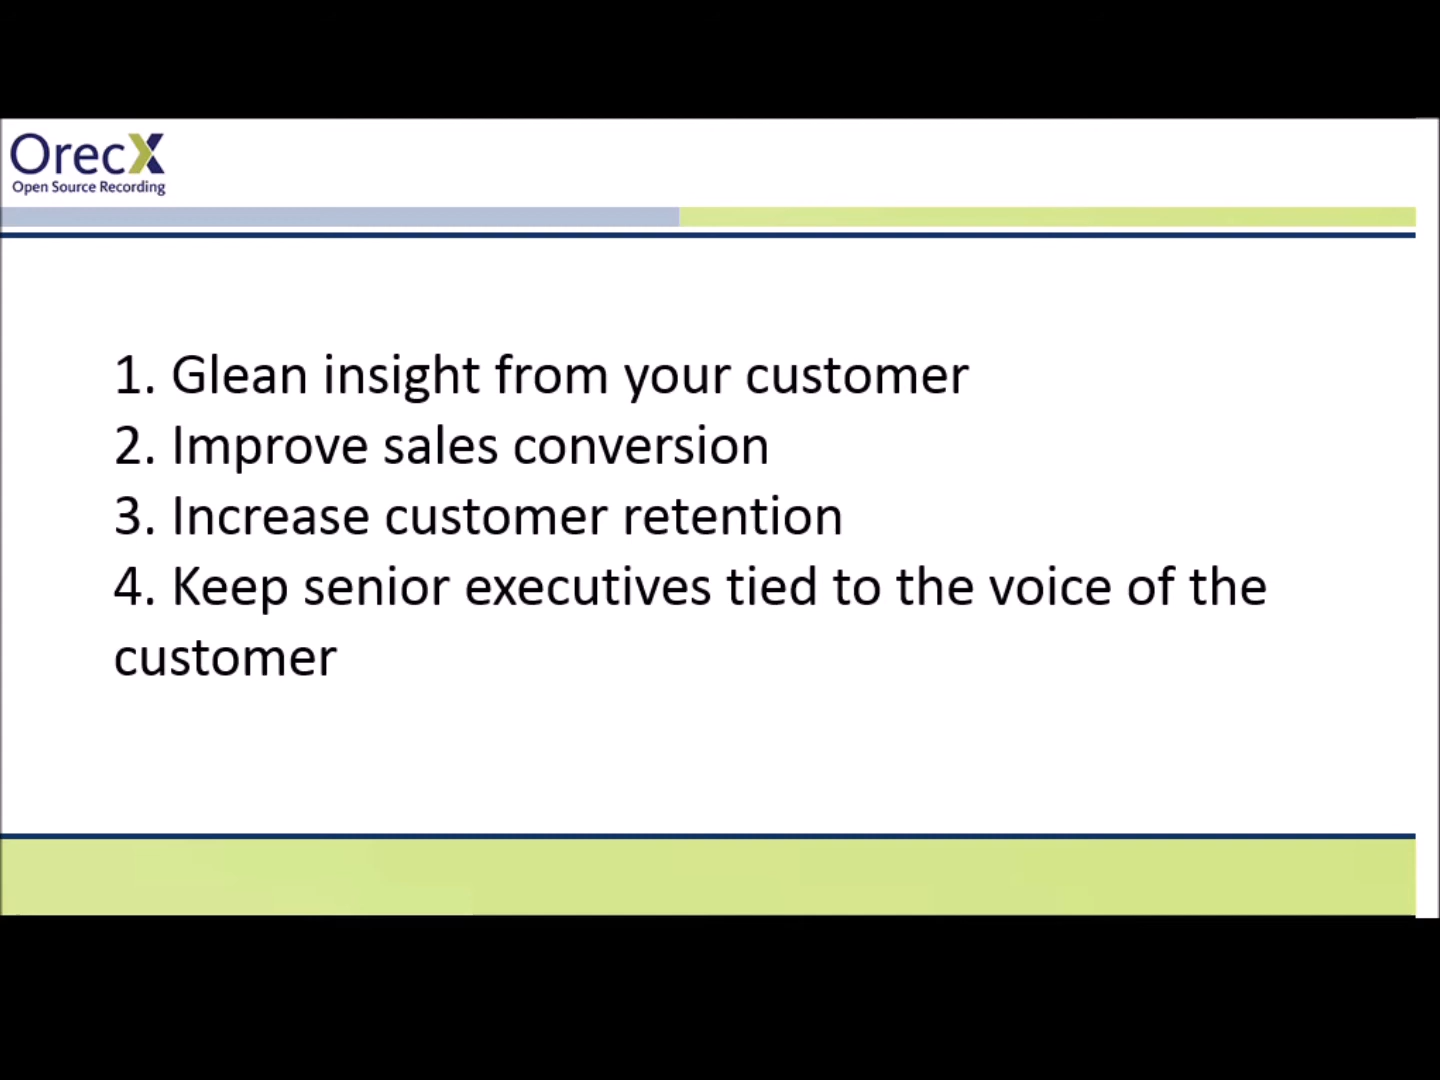 OrecX
Open Source Recording
1. Glean insight from your customer
2. Improve sales conversion
3. Increase customer retention
4. Keep senior executives tied to the voice of the
customer